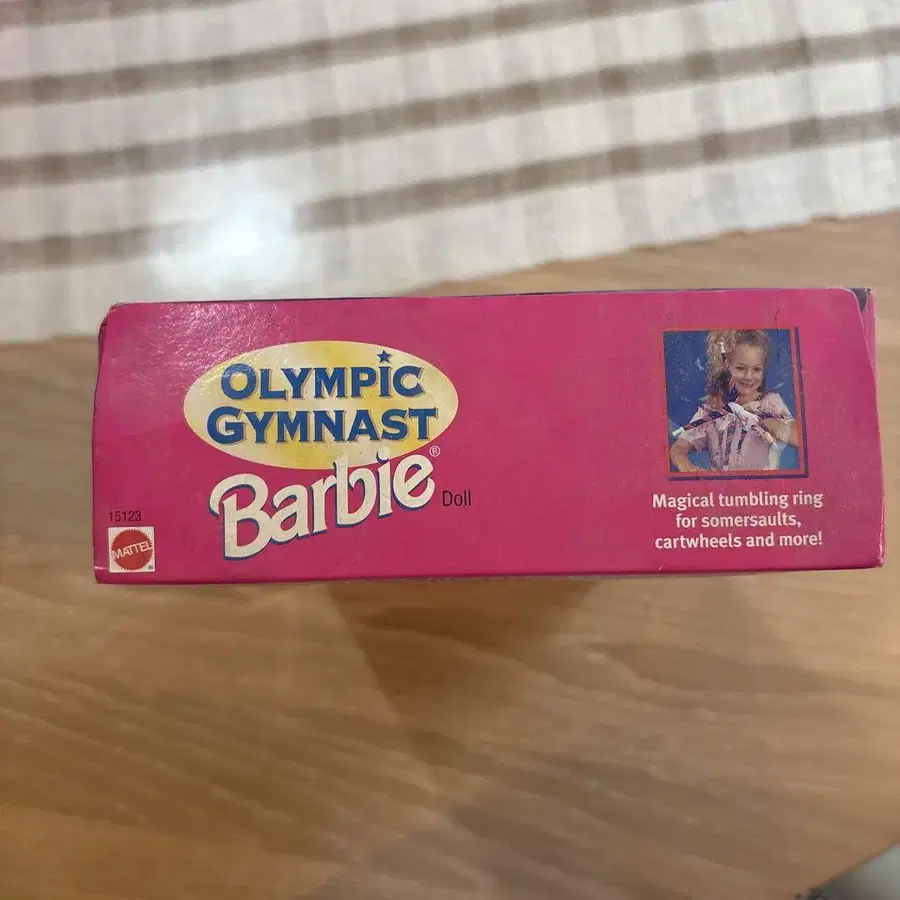 OLYMPIC
GYMNAST
Barbie®
Doll
15123
MATTEL
®
Magical tumbling ring
for somersaults,
cartwheels and more!